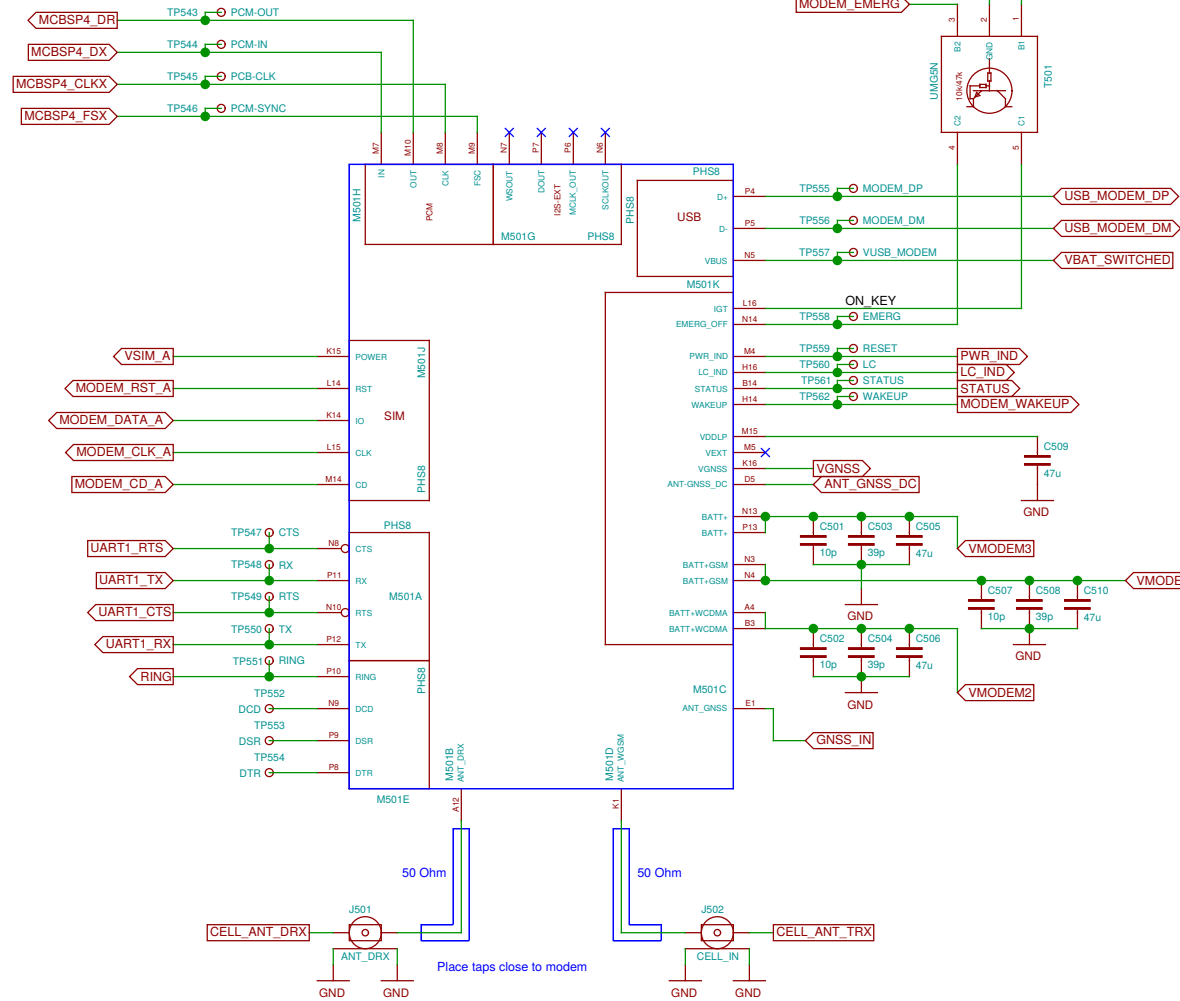 MODEM_EMERG
MCBSP4_DR
TP543
PCM-OUT
MCBSP4_DX
TP544
PCM-IN
MCBSP4_CLKX
TP545
PCB-CLK
MCBSP4_FSX
TP546
PCM-SYNC
3
2
1
B2
GND
B1
UMG5N
10k/47k
T501
C2
C1
4
5
M7
M10
M8
M9
N7
P7
P6
N6
M501H
IN
OUT
CLK
FSC
PCM
WSOUT
DOUT
I2S-EXT
MCLK_OUT
SCLKOUT
M501G
PHS8
PHS8
PHS8
USB
D+
P4
TP555
MODEM_DP
USB_MODEM_DP
D-
P5
TP556
MODEM_DM
USB_MODEM_DM
VBUS
N5
TP557
VUSB_MODEM
VBAT_SWITCHED
M501K
IGT
L16
ON_KEY
EMERG_OFF
N14
TP558
EMERG
PWR_IND
M4
TP559
RESET
PWR_IND
LC_IND
H16
TP560
LC
LC_IND
STATUS
B14
TP561
STATUS
STATUS
WAKEUP
H14
TP562
WAKEUP
MODEM_WAKEUP
VDDLP
M15
C509
47u
GND
VEXT
M5
VGNSS
K16
VGNSS
ANT-GNSS_DC
D5
ANT_GNSS_DC
BATT+
N13
BATT+
P13
C501
10p
C503
39p
C505
47u
VMODEM3
GND
BATT+GSM
N3
BATT+GSM
N4
VMODE
C507
10p
C508
39p
C510
47u
GND
BATT+WCDMA
A4
BATT+WCDMA
B3
C502
10p
C504
39p
C506
47u
VMODEM2
GND
M501C
ANT_GNSS
E1
GNSS_IN
VSIM_A
K15
POWER
M501J
MODEM_RST_A
L14
RST
SIM
MODEM_DATA_A
K14
IO
MODEM_CLK_A
L15
CLK
MODEM_CD_A
M14
CD
PHS8
PHS8
TP547
CTS
UART1_RTS
N8
CTS
TP548
RX
UART1_TX
P11
RX
M501A
TP549
RTS
UART1_CTS
N10
RTS
TP550
TX
UART1_RX
P12
TX
TP551
RING
RING
P10
RING
PHS8
TP552
DCD
N9
DCD
TP553
DSR
P9
DSR
TP554
DTR
P8
DTR
M501E
M501B
ANT_DRX
M501D
ANT_WGSM
A12
K1
50 Ohm
50 Ohm
J501
CELL_ANT_DRX
ANT_DRX
GND
GND
Place taps close to modem
J502
CELL_ANT_TRX
CELL_IN
GND
GND